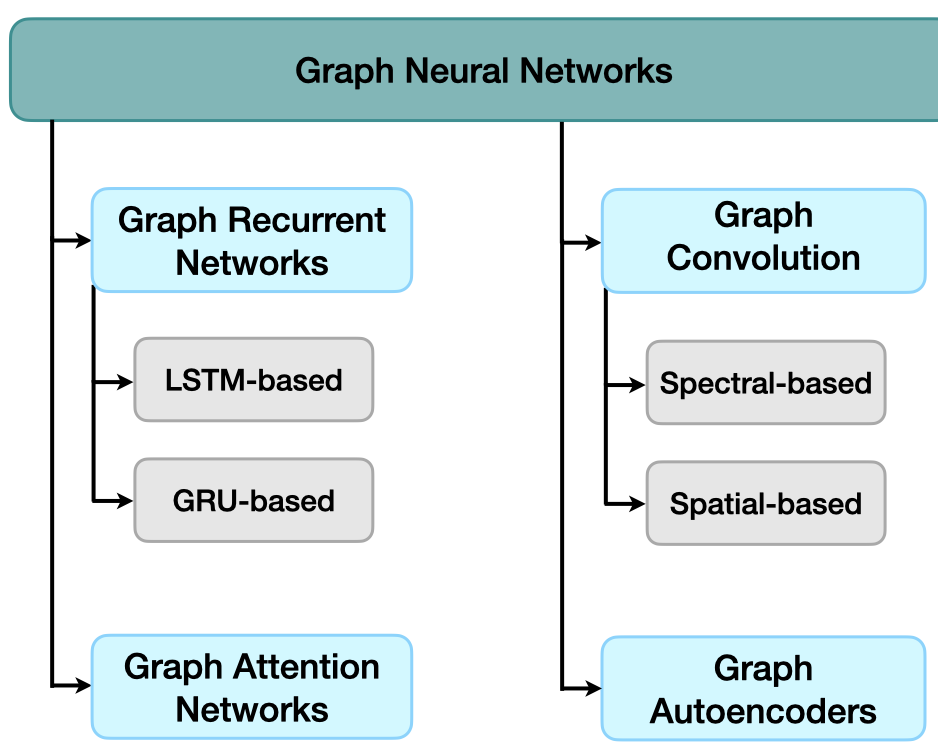 Graph Neural Networks
Graph Recurrent
Networks
LSTM-based
GRU-based
Graph Attention
Networks
Graph
Convolution
Spectral-based
Spatial-based
Graph
Autoencoders